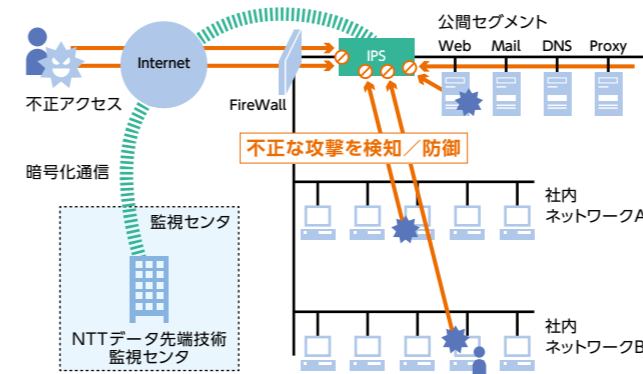 公開セグメント
Web Mail DNS Proxy
Internet
IPS
不正アクセス
FireWall
不正な攻撃を検知／防御
暗号化通信
監視センタ
社内
ネットワークA
NTTデータ先端技術
監視センタ
社内
ネットワークB